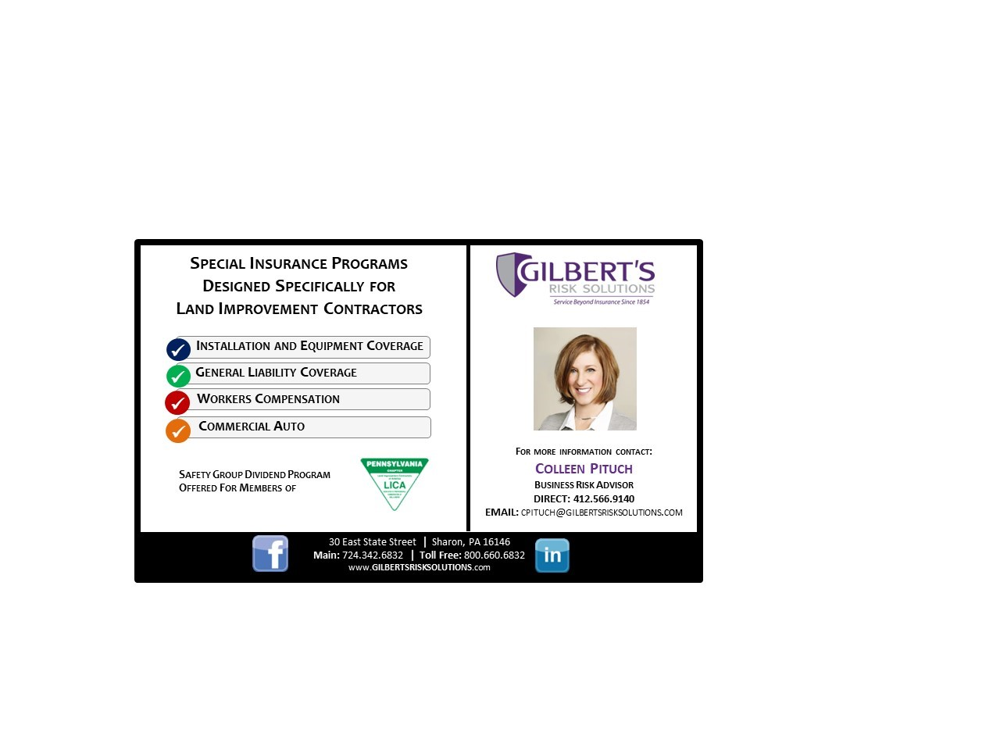 Special Insurance Programs
Designed Specifically for
Land Improvement Contractors
Installation and Equipment Coverage
General Liability Coverage
Workers Compensation
Commercial Auto
Safety Group Dividend Program
Offered For Members of
PENNSYLVANIA
CHAPTER
LICA
GILBERT'S
RISK SOLUTIONS
Service Beyond Insurance Since 1854
For more information contact:
Colleen Pituch
Business Risk Advisor
DIRECT: 412.566.9140
EMAIL: CPITUCH@GILBERTSRISKSOLUTIONS.COM
f
30 East State Street | Sharon, PA 16146
Main: 724.342.6832 | Toll Free: 800.660.6832
www.GILBERTSRISKSOLUTIONS.com
in